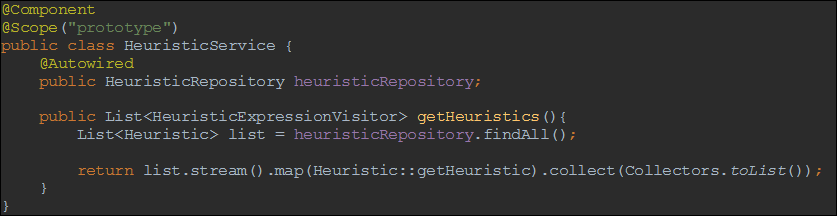 @Component
@Scope("prototype")
public class HeuristicService {
@Autowired
public HeuristicRepository heuristicRepository;
public List<HeuristicExpressionVisitor> getHeuristics(){
List<Heuristic> list = heuristicRepository.findAll();
return list.stream().map(Heuristic::getHeuristic).collect(Collectors.toList());
}
}